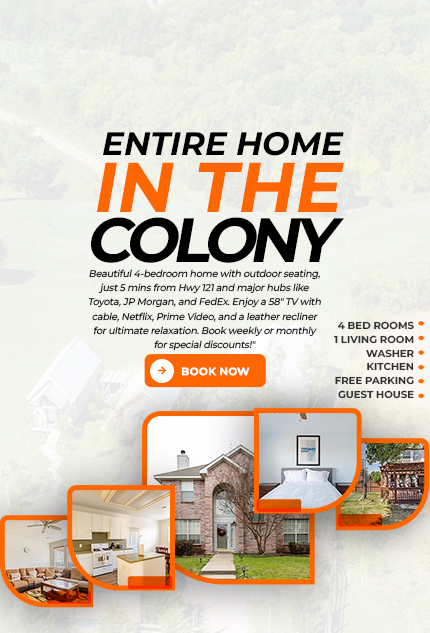 ENTIRE HOME
IN THE
COLONY
Beautiful 4-bedroom home with outdoor seating,
just 5 mins from Hwy 121 and major hubs like
Toyota, JP Morgan, and FedEx. Enjoy a 58" TV with
cable, Netflix, Prime Video, and a leather recliner
for ultimate relaxation. Book weekly or monthly
for special discounts!"
BOOK NOW
4 BED ROOMS
1 LIVING ROOM
WASHER
KITCHEN
FREE PARKING
GUEST HOUSE